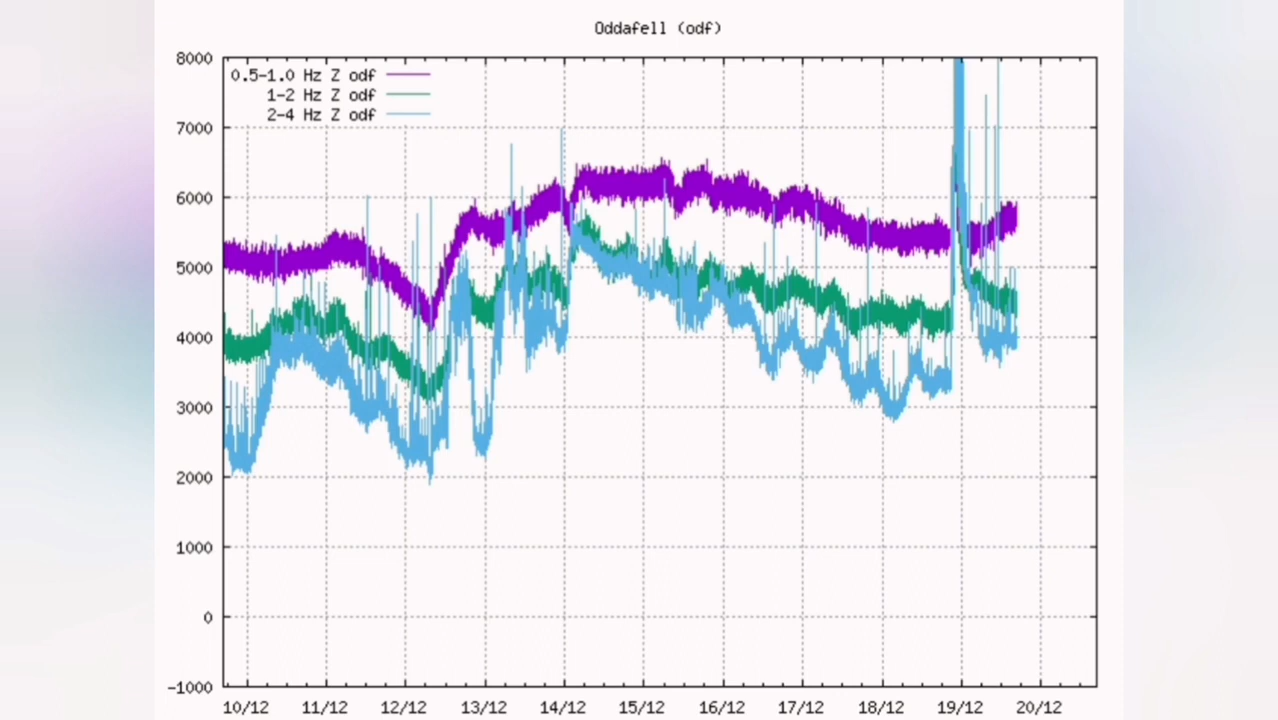 Oddafell (odf)
8000
0.5-1.0 Hz Z odf
1-2 Hz Z odf
2-4 Hz Z odf
7000
6000
5000
4000
3000
2000
1000
0
-1000
10/12 11/12 12/12 13/12 14/12 15/12 16/12 17/12 18/12 19/12 20/12